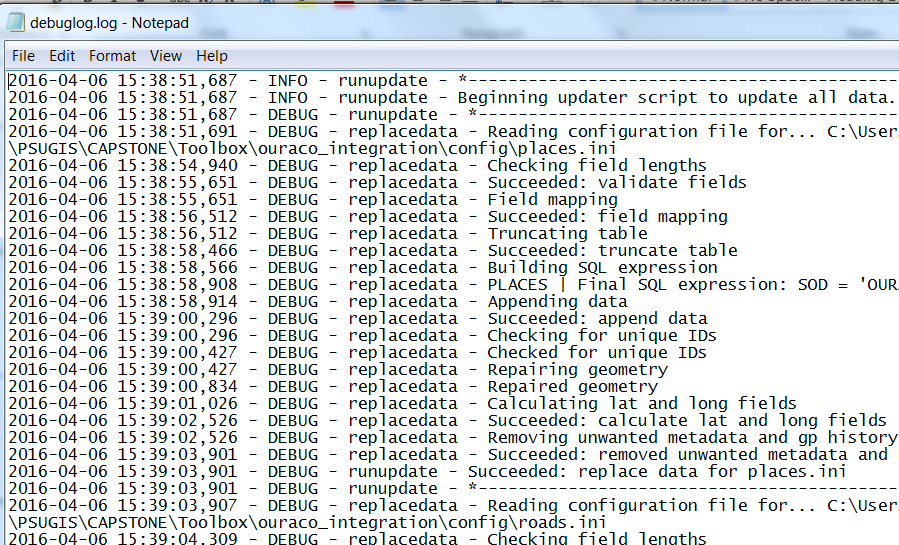 debuglog.log - Notepad
File Edit Format View Help
2016-04-06 15:38:51,687 - INFO - runupdate - *-----------------------------------------
2016-04-06 15:38:51,687 - INFO - runupdate - Beginning updater script to update all data.
2016-04-06 15:38:51,687 - DEBUG - runupdate - *----------------------------------------
2016-04-06 15:38:51,691 - DEBUG - replacedata - Reading configuration file for... C:\User
\PSUGIS\CAPSTONE\Toolbox\ouraco_integration\config\places.ini
2016-04-06 15:38:54,940 - DEBUG - replacedata - Checking field lengths
2016-04-06 15:38:55,651 - DEBUG - replacedata - Succeeded: validate fields
2016-04-06 15:38:55,651 - DEBUG - replacedata - Field mapping
2016-04-06 15:38:56,512 - DEBUG - replacedata - Succeeded: field mapping
2016-04-06 15:38:56,512 - DEBUG - replacedata - Truncating table
2016-04-06 15:38:58,466 - DEBUG - replacedata - Succeeded: truncate table
2016-04-06 15:38:58,566 - DEBUG - replacedata - Building SQL expression
2016-04-06 15:38:58,908 - DEBUG - replacedata - PLACES | Final SQL expression: SOD = 'OUR
2016-04-06 15:38:58,914 - DEBUG - replacedata - Appending data
2016-04-06 15:39:00,296 - DEBUG - replacedata - Succeeded: append data
2016-04-06 15:39:00,296 - DEBUG - replacedata - Checking for unique IDs
2016-04-06 15:39:00,427 - DEBUG - replacedata - Checked for unique IDs
2016-04-06 15:39:00,427 - DEBUG - replacedata - Repairing geometry
2016-04-06 15:39:00,834 - DEBUG - replacedata - Repaired geometry
2016-04-06 15:39:01,026 - DEBUG - replacedata - Calculating lat and long fields
2016-04-06 15:39:02,526 - DEBUG - replacedata - Succeeded: calculate lat and long fields
2016-04-06 15:39:02,526 - DEBUG - replacedata - Removing unwanted metadata and gp history
2016-04-06 15:39:03,901 - DEBUG - replacedata - Succeeded: removed unwanted metadata and
2016-04-06 15:39:03,901 - DEBUG - runupdate - Succeeded: replace data for places.ini
2016-04-06 15:39:03,901 - DEBUG - runupdate - *----------------------------------------
2016-04-06 15:39:03,907 - DEBUG - replacedata - Reading configuration file for... C:\User
\PSUGIS\CAPSTONE\Toolbox\ouraco_integration\config\roads.ini
2016-04-06 15:39:04,309 - DEBUG - replacedata - Checking field lengths